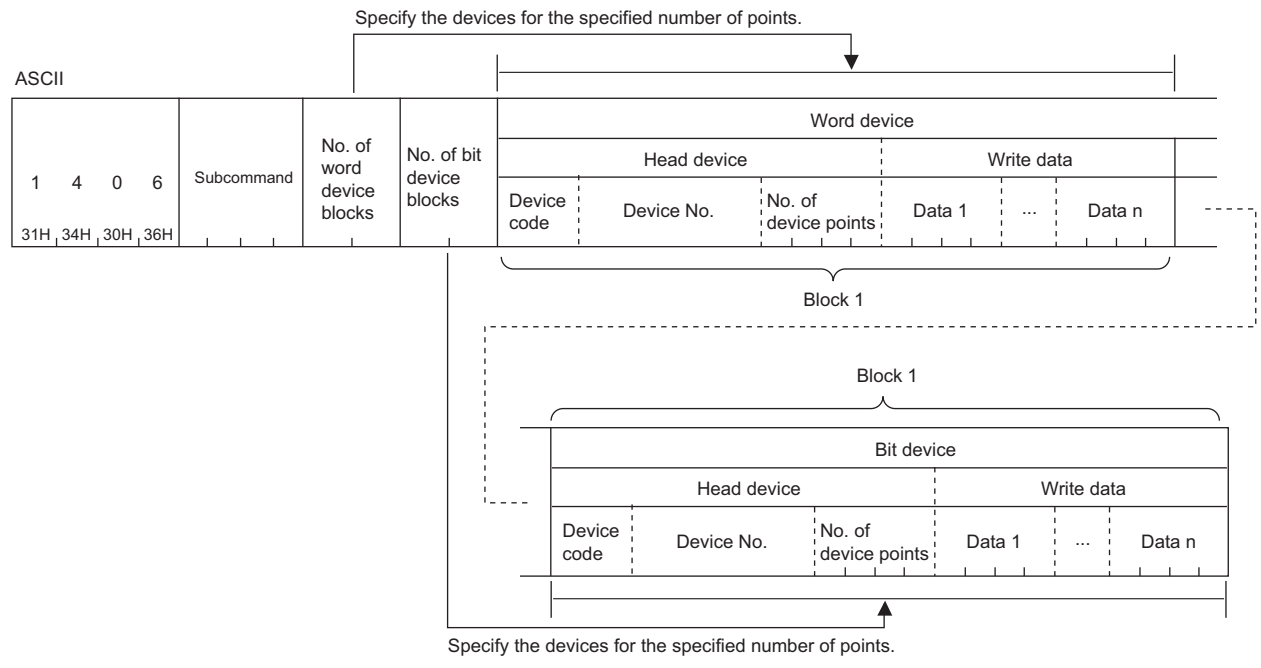 Specify the devices for the specified number of points.
ASCII
Word device
Head device
Write data
1 4 0 6
31H 34H 30H 36H
Subcommand
No. of
word
device
blocks
No. of bit
device
blocks
Device
code
Device No.
No. of
device points
Data 1
...
Data n
Block 1
Block 1
Bit device
Head device
Write data
Device
code
Device No.
No. of
device points
Data 1
...
Data n
Specify the devices for the specified number of points.